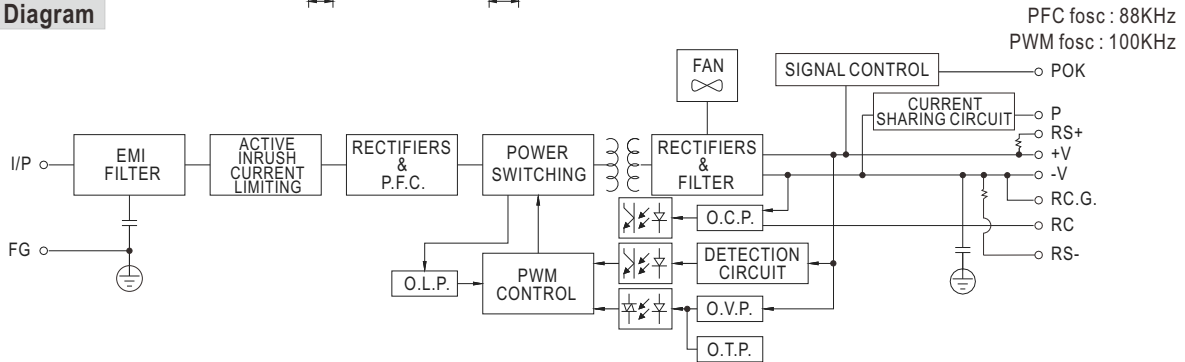 Diagram
PFC fosc : 88KHz
PWM fosc : 100KHz
FAN
SIGNAL CONTROL
POK
CURRENT
SHARING CIRCUIT
P
RS+
I/P
EMI
FILTER
ACTIVE
INRUSH
CURRENT
LIMITING
RECTIFIERS
&
P.F.C.
POWER
SWITCHING
RECTIFIERS
&
FILTER
+V
-V
RC.G.
O.C.P.
RC
FG
DETECTION
CIRCUIT
RS-
O.L.P.
PWM
CONTROL
O.V.P.
O.T.P.